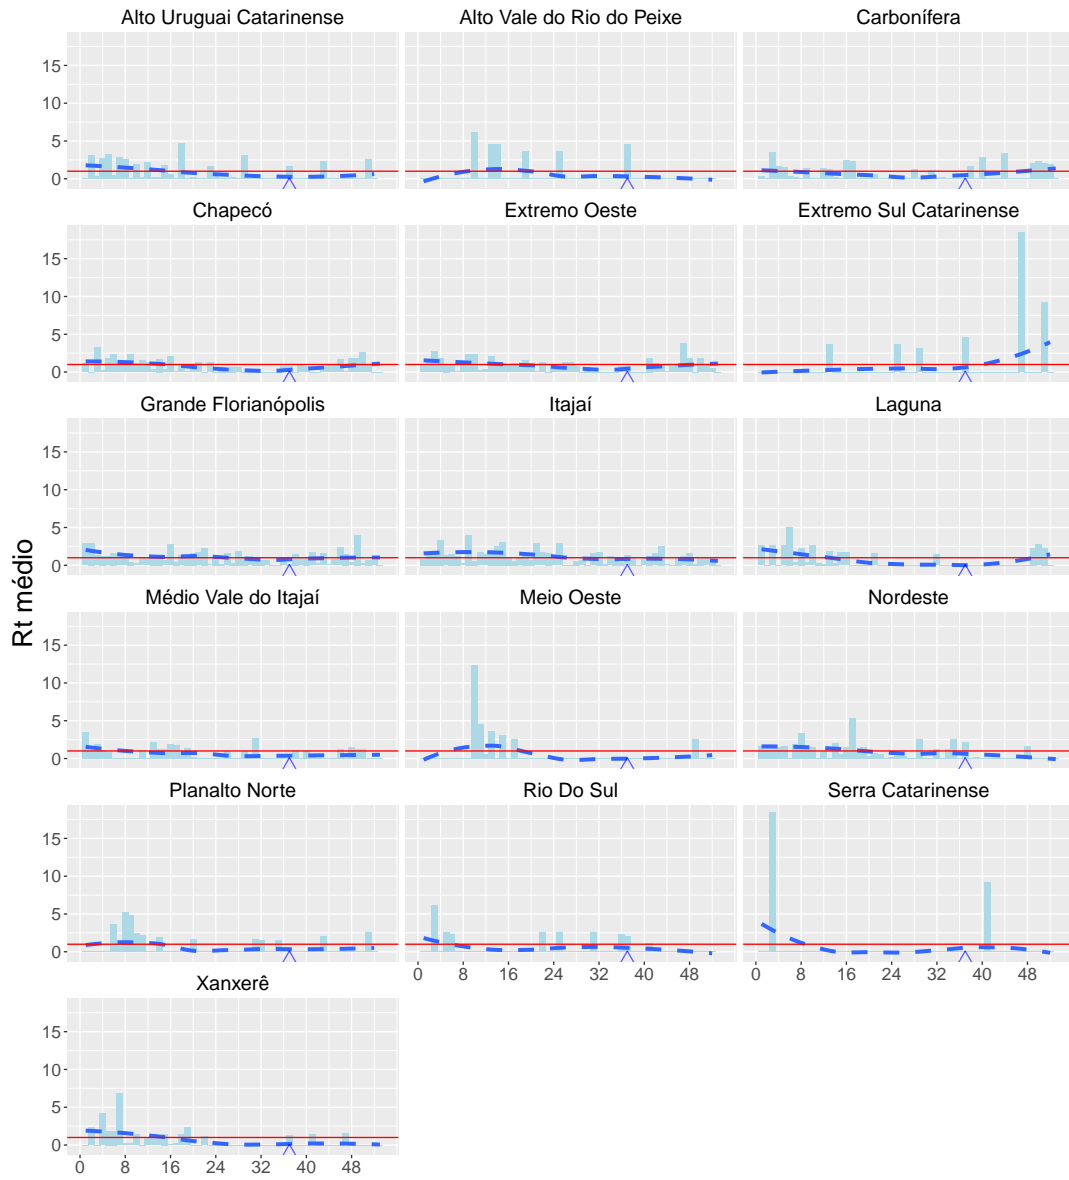 Alto Uruguai Catarinense Alto Vale do Rio do Peixe Carbonífera
15
10
5
0
Chapecó Extremo Oeste Extremo Sul Catarinense
15
10
5
0
Grande Florianópolis Itajaí Laguna
15
10
5
0
Rt médio
Médio Vale do Itajaí Meio Oeste Nordeste
15
10
5
0
Planalto Norte Rio Do Sul Serra Catarinense
15
10
5
0
0 8 16 24 32 40 48 0 8 16 24 32 40 48
Xanxerê
15
10
5
0
0 8 16 24 32 40 48